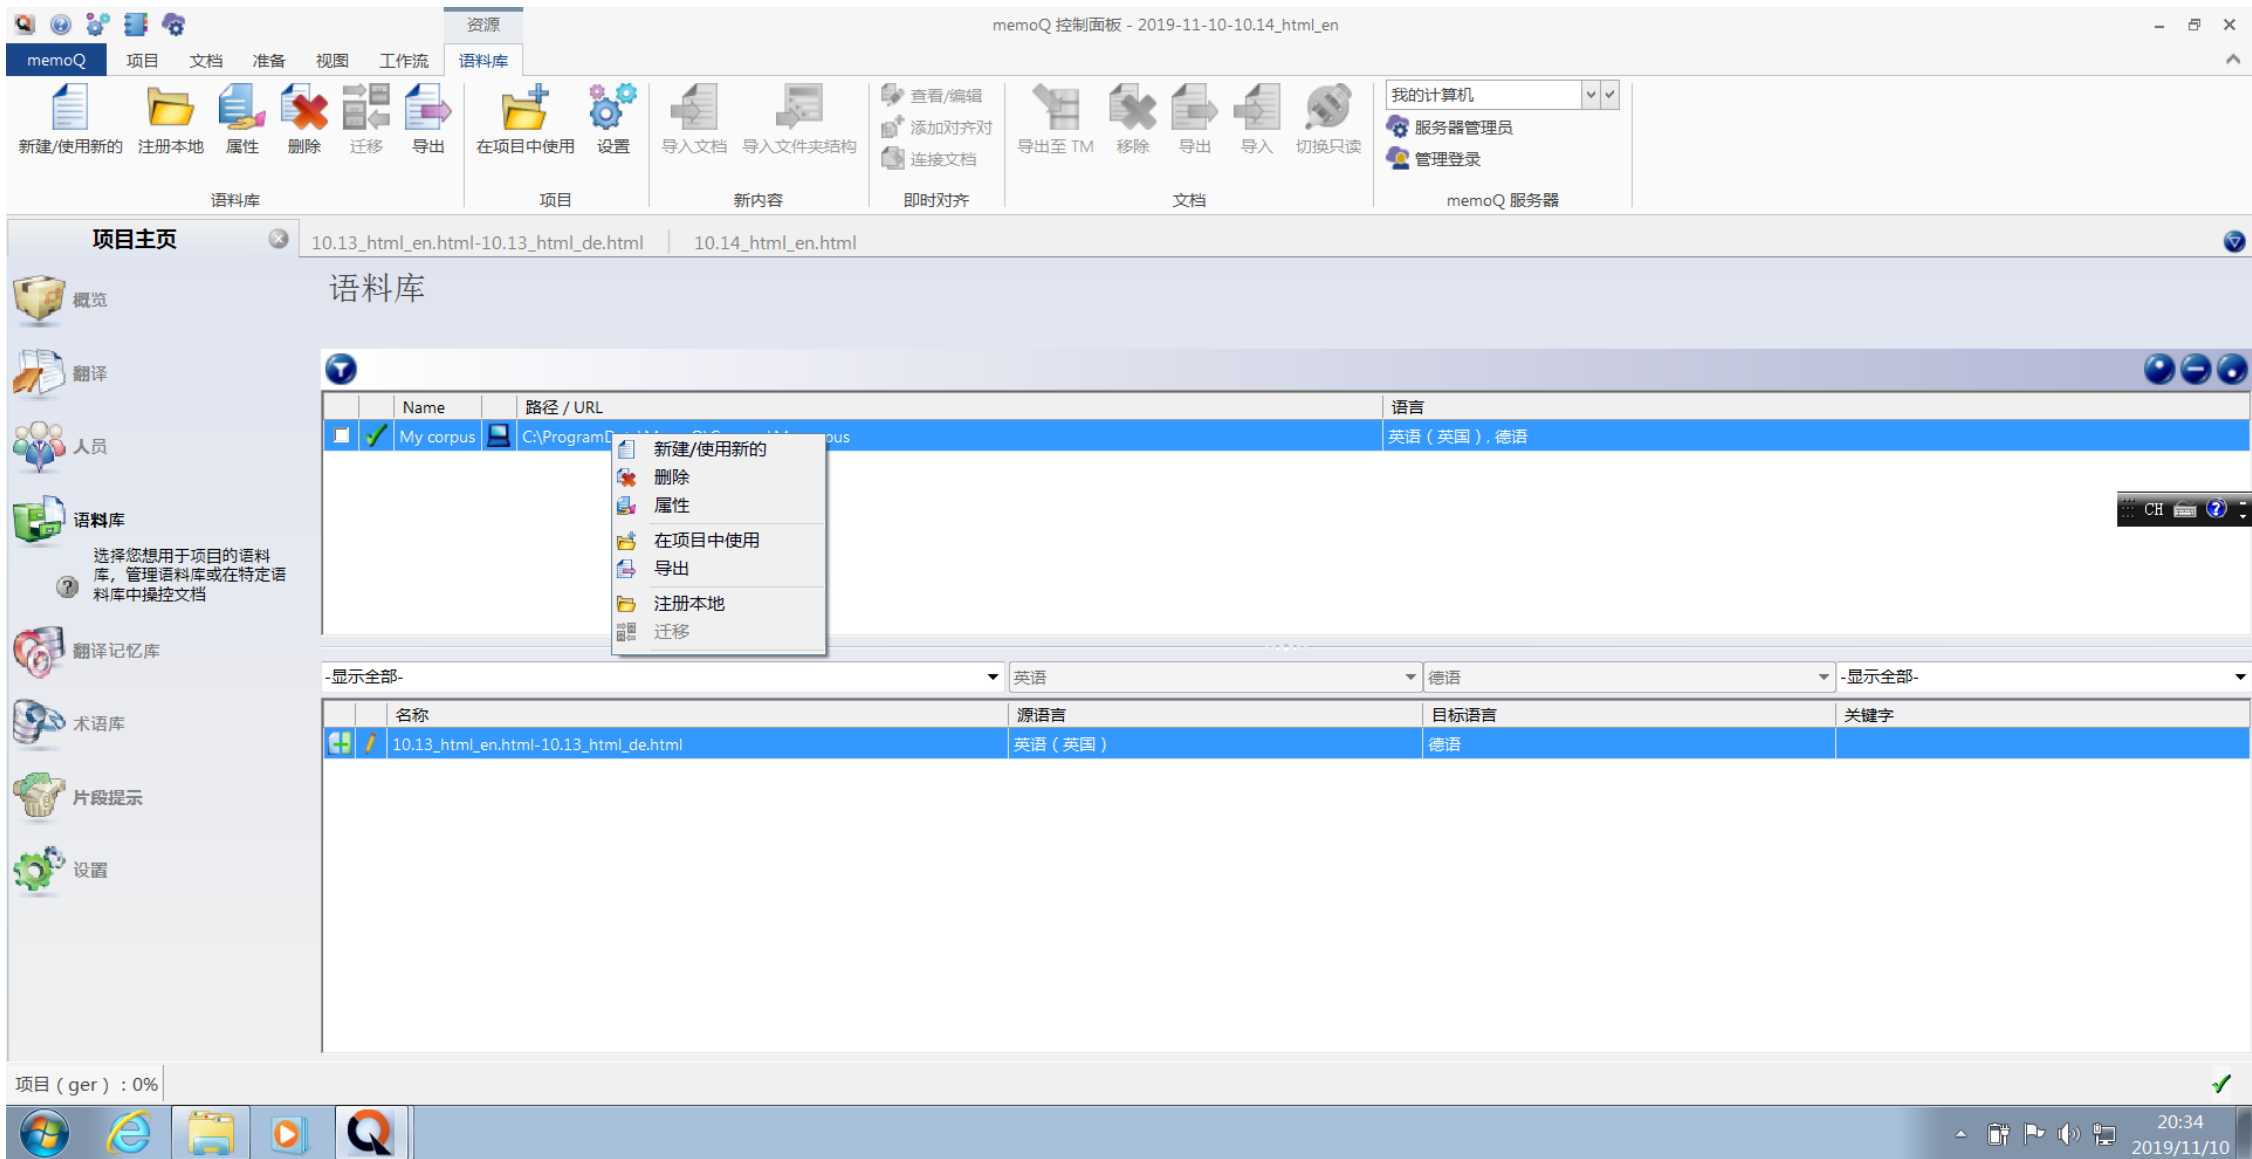 资源
memoQ 控制面板 - 2019-11-10-10.14_html_en
memoQ 项目 文档 准备 视图 工作流 语料库
新建/使用新的 注册本地 属性 删除 迁移 导出 在项目中使用 设置 导入文档 导入文件夹结构
查看/编辑
添加对齐对
连接文档
导出至 TM 移除 导出 导入 切换只读
我的计算机
服务器管理员
管理登录
语料库 项目 新内容 即时对齐 文档 memoQ 服务器
项目主页 10.13_html_en.html-10.13_html_de.html 10.14_html_en.html
概览
翻译
人员
语料库
选择您想用于项目的语料
库，管理语料库或在特定语
料库中操控文档
翻译记忆库
术语库
片段提示
设置
语料库
Name 路径 / URL 语言
My corpus 英语 ( 英国 ) , 德语
新建/使用新的
删除
属性
在项目中使用
导出
注册本地
迁移
-显示全部- 英语 德语 -显示全部-
名称 源语言 目标语言 关键字
10.13_html_en.html-10.13_html_de.html 英语 ( 英国 ) 德语
CH
项目 ( ger ) : 0%
20:34
2019/11/10